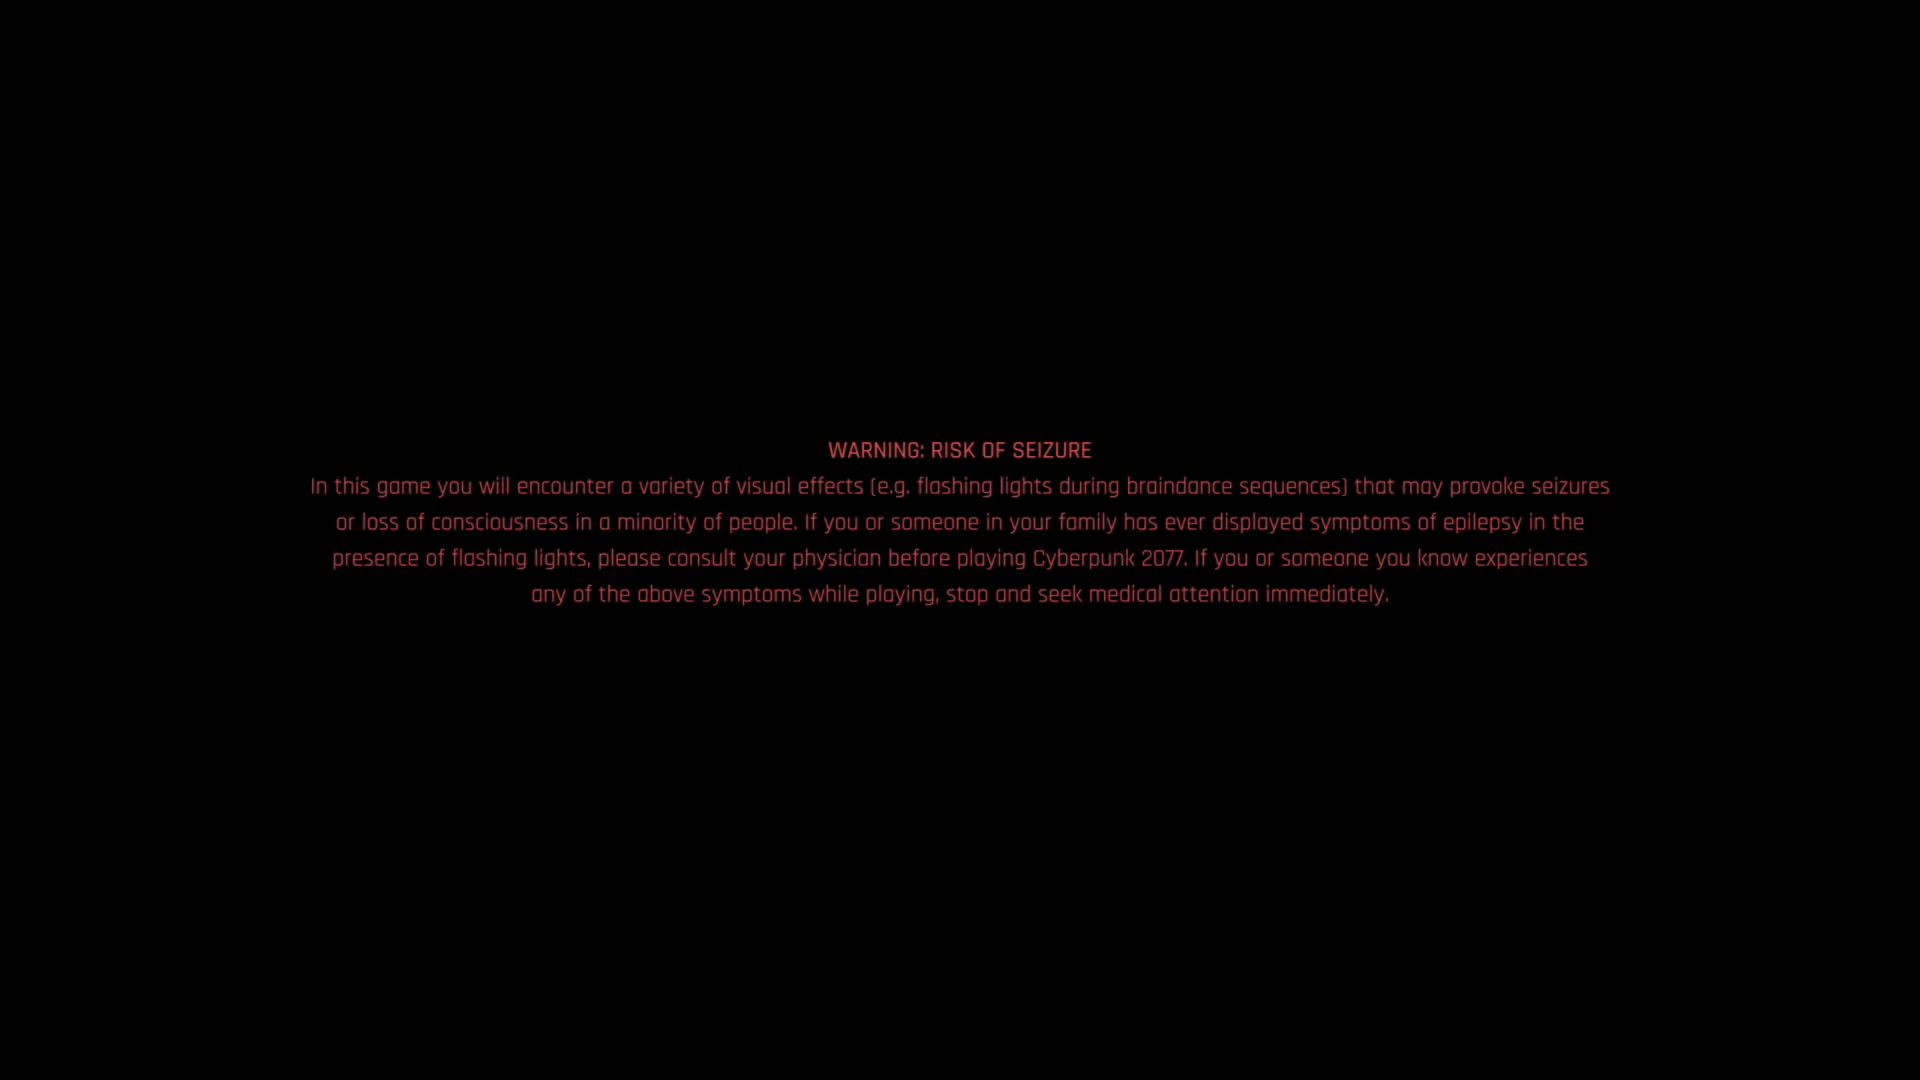 WARNING: RISK OF SEIZURE
In this game you will encounter a variety of visual effects (e.g. flashing lights during braindance sequences) that may provoke seizures
or loss of consciousness in a minority of people. If you or someone in your family has ever displayed symptoms of epilepsy in the
presence of flashing lights, please consult your physician before playing Cyberpunk 2077. If you or someone you know experiences
any of the above symptoms while playing, stop and seek medical attention immediately.